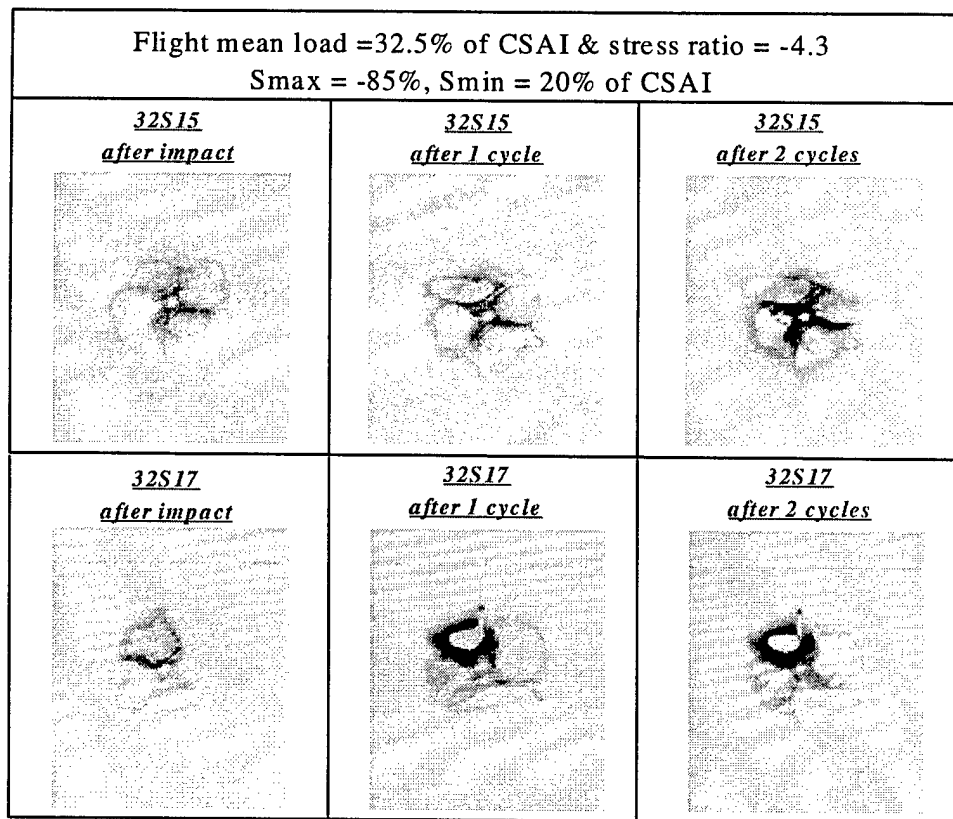 Flight mean load =32.5% of CSAI & stress ratio = -4.3
Smax = -85%, Smin = 20% of CSAI
32S15
after impact
32S15
after 1 cycle
32S15
after 2 cycles
32S17
after impact
32S17
after 1 cycle
32S17
after 2 cycles